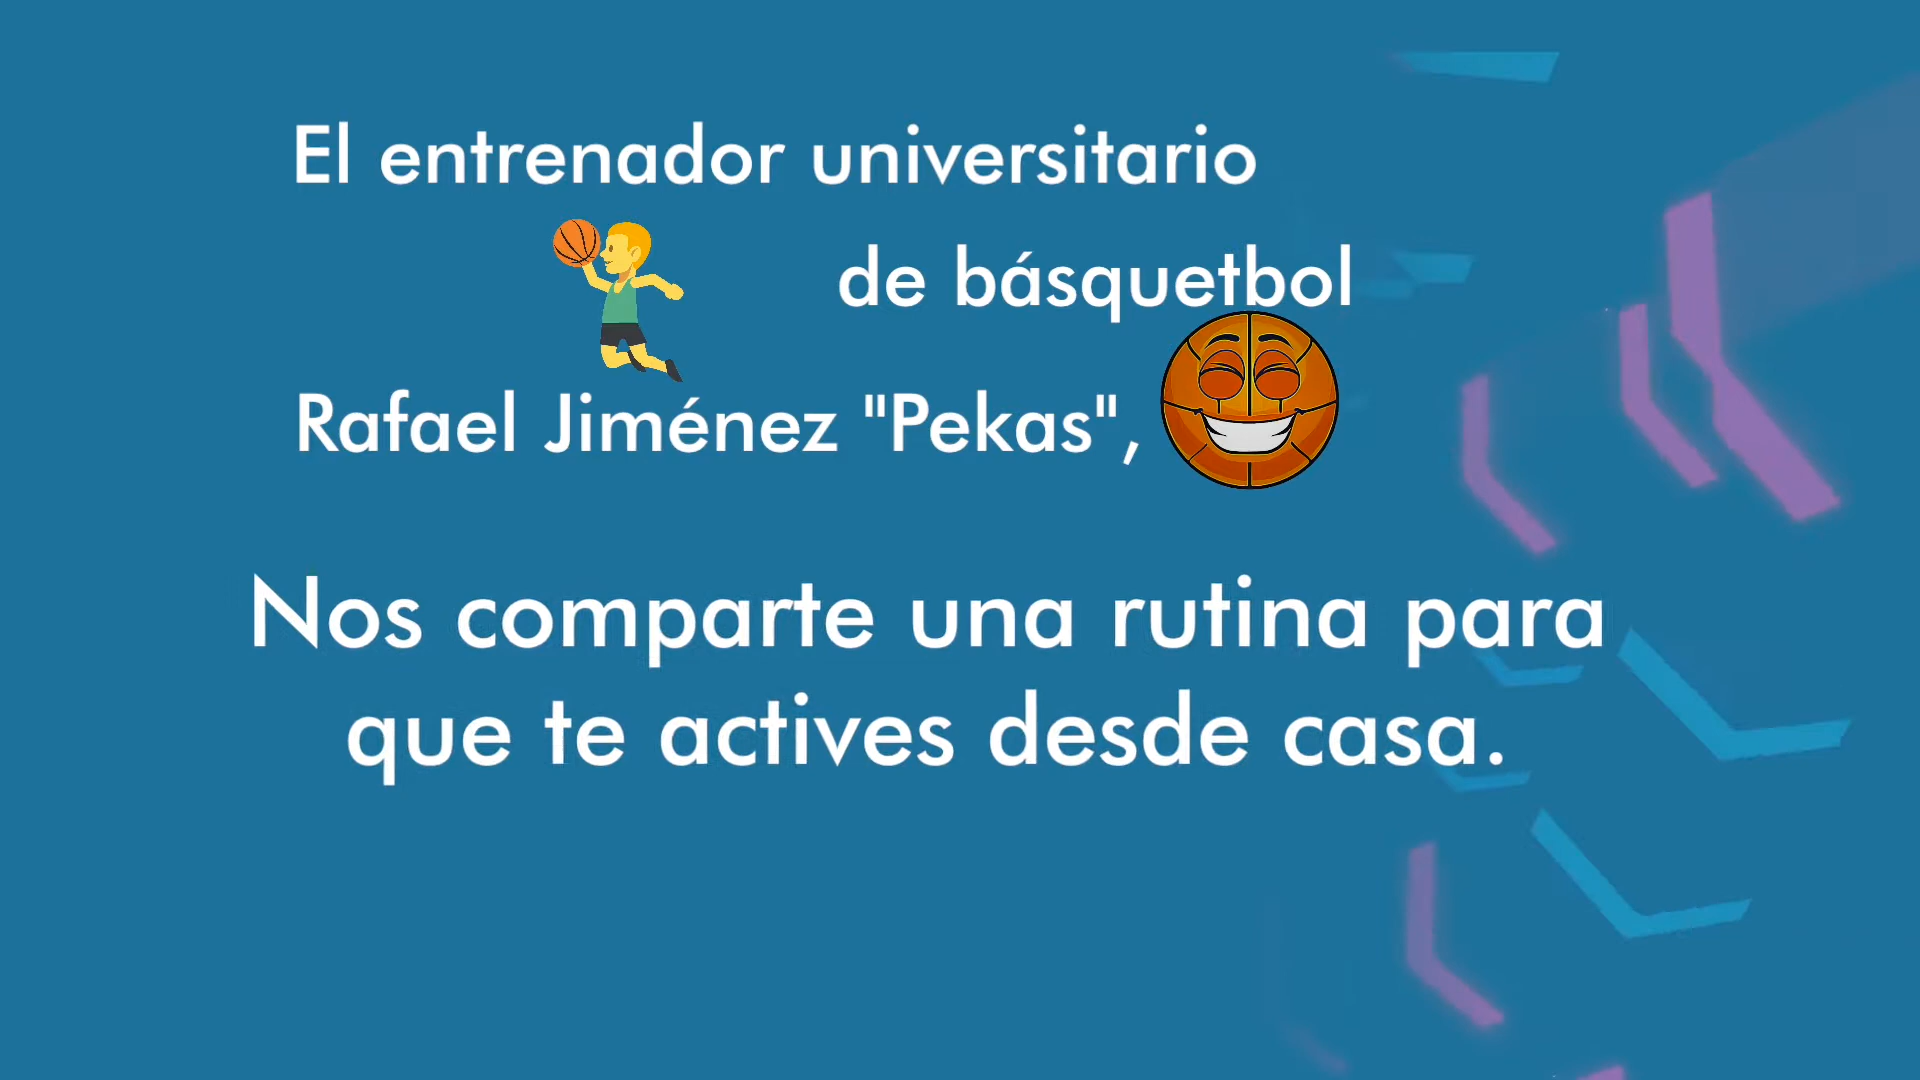 El entrenador universitario
de básquetbol
Rafael Jiménez "Pekas",
Nos comparte una rutina para
que te actives desde casa.